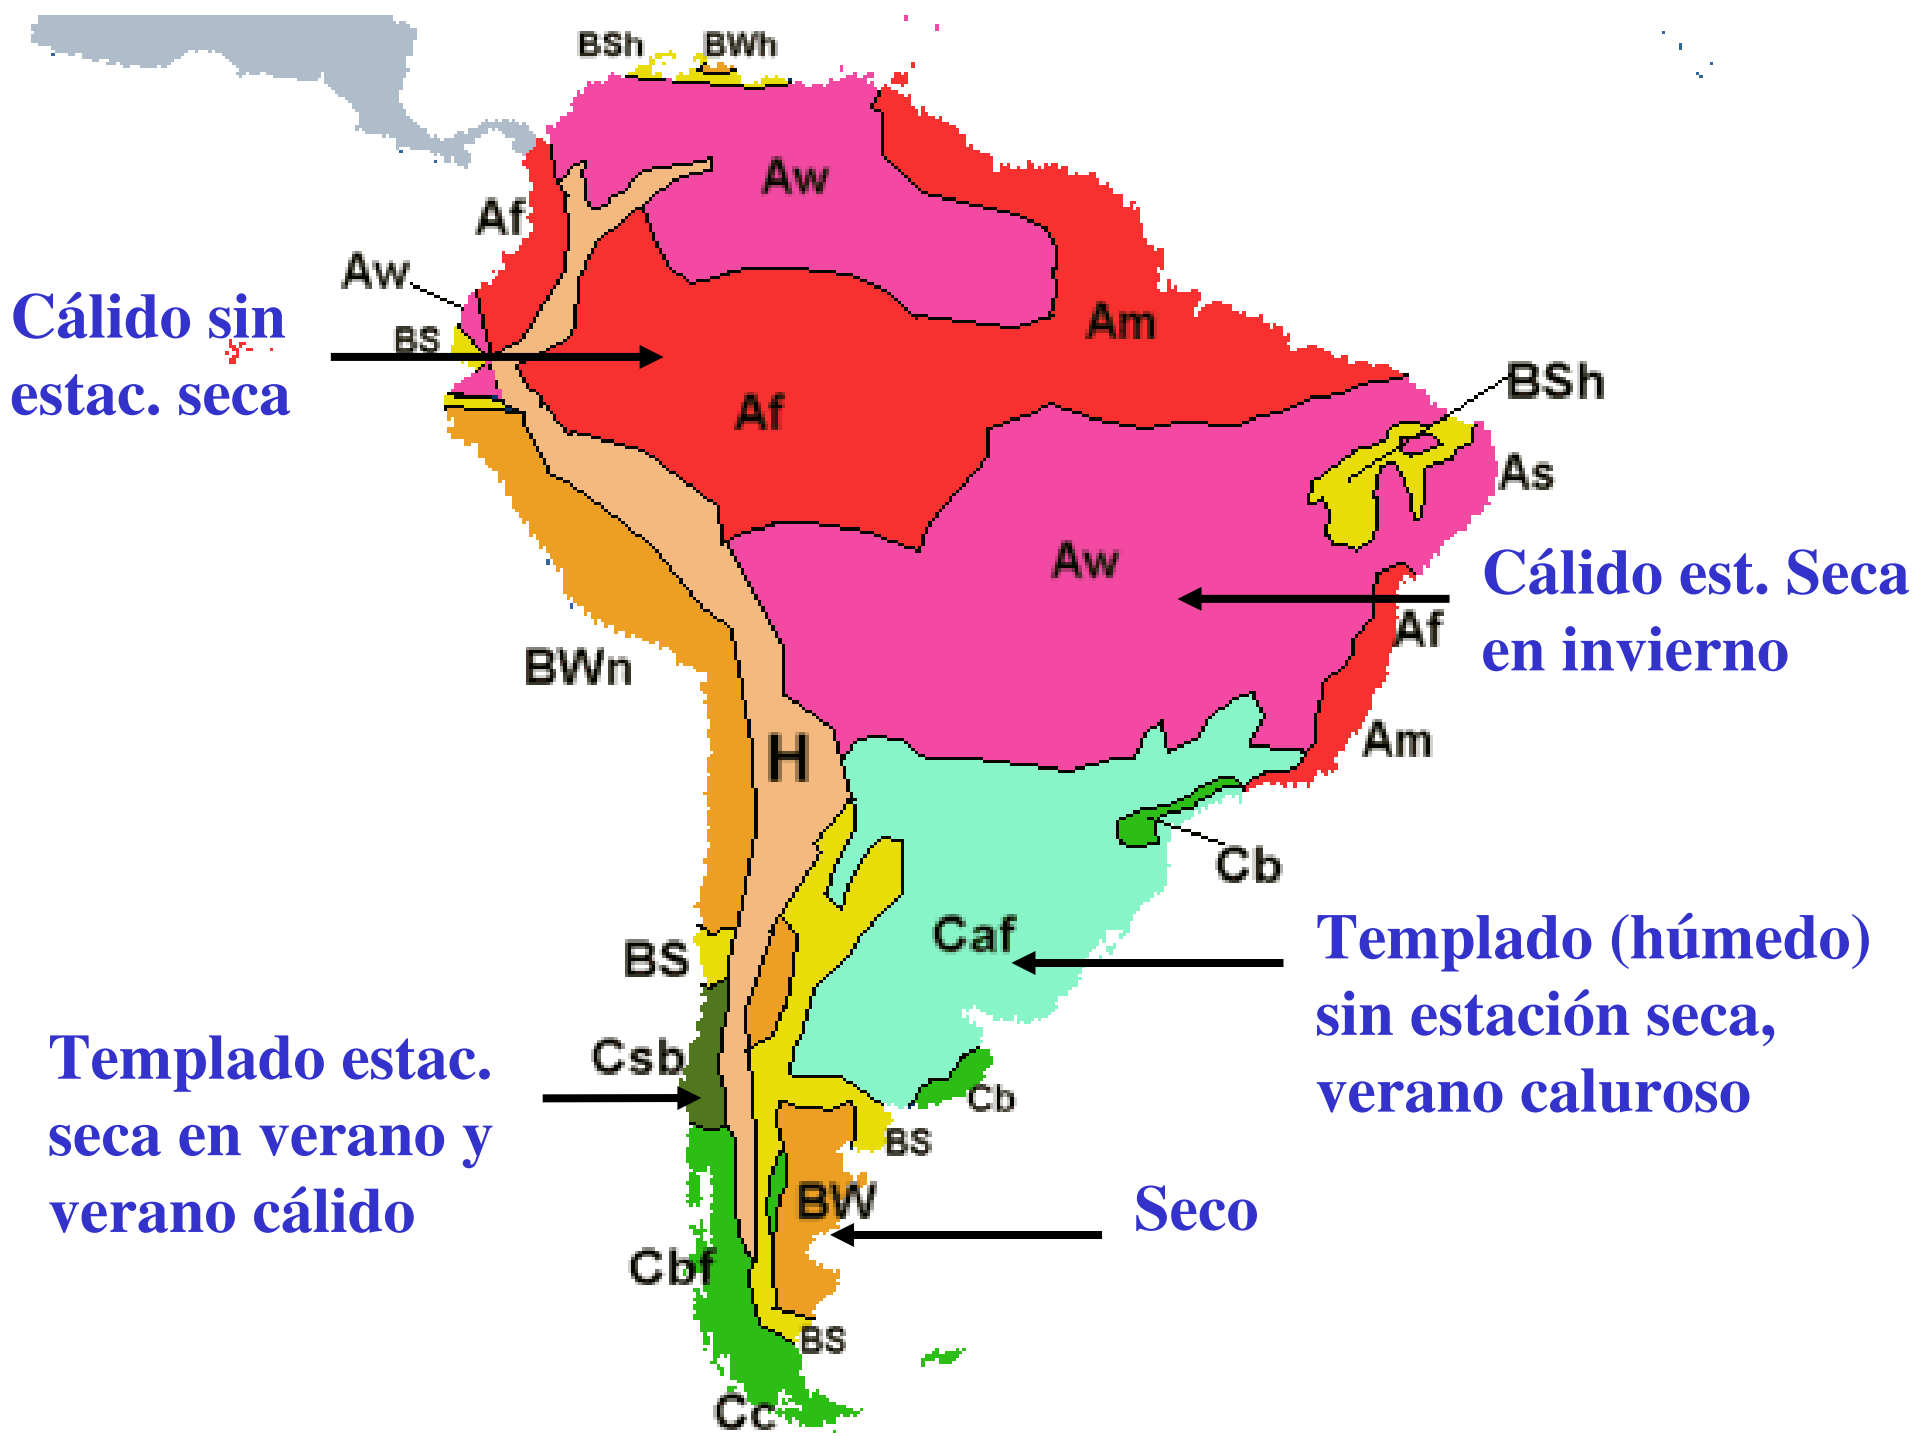 BSh
BWh
Aw
Af
Aw
Cálido sin
estac. seca
BS
Am
Af
BSh
As
Aw
Cálido est. Seca
en invierno
Af
BWn
Am
H
Cb
Caf
Templado (húmedo)
sin estación seca,
verano caluroso
BS
Csb
Templado estac.
seca en verano y
verano cálido
Cb
BS
BW
Seco
Cbf
BS
Cc